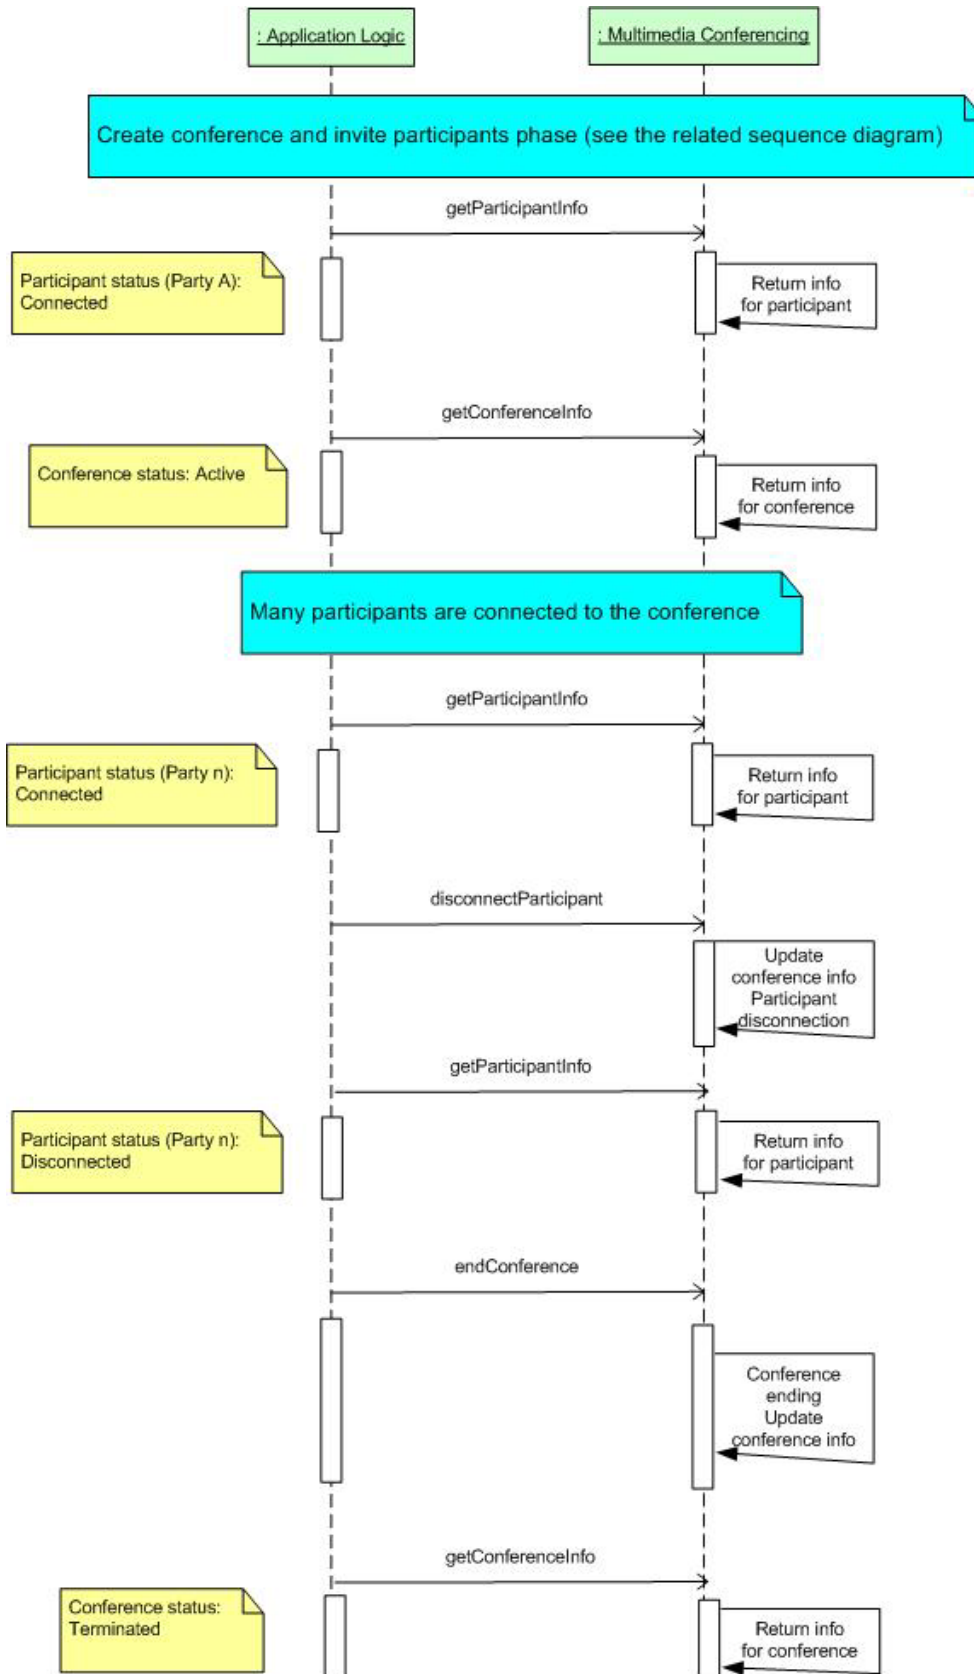 : Application Logic
: Multimedia Conferencing
Create conference and invite participants phase (see the related sequence diagram)
getParticipantInfo
Participant status (Party A):
Connected
Return info
for participant
getConferenceInfo
Conference status: Active
Return info
for conference
Many participants are connected to the conference
getParticipantInfo
Participant status (Party n):
Connected
Return info
for participant
disconnectParticipant
Update
conference info
Participant
disconnection
getParticipantInfo
Participant status (Party n):
Disconnected
Return info
for participant
endConference
Conference
ending
Update
conference info
getConferenceInfo
Conference status:
Terminated
Return info
for conference